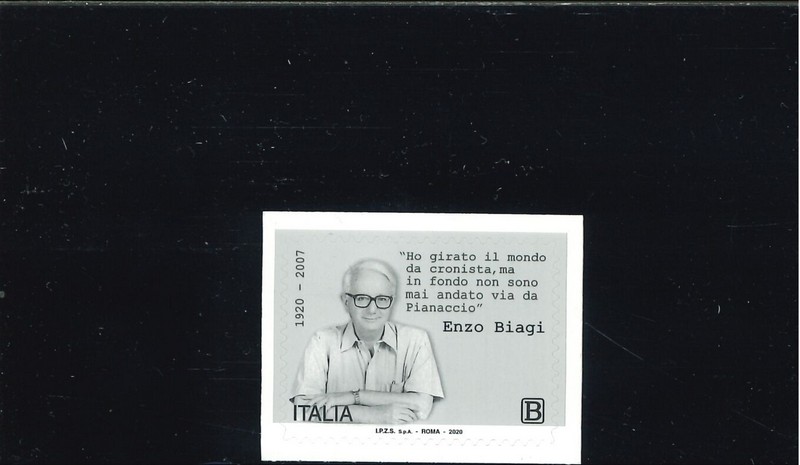 1920 - 2007
"Ho girato il mondo
da cronista,ma
in fondo non sono
mai andato via da
Pianaccio"
Enzo Biagi
ITALIA
B
I.P.Z.S. S.p.A. - ROMA - 2020